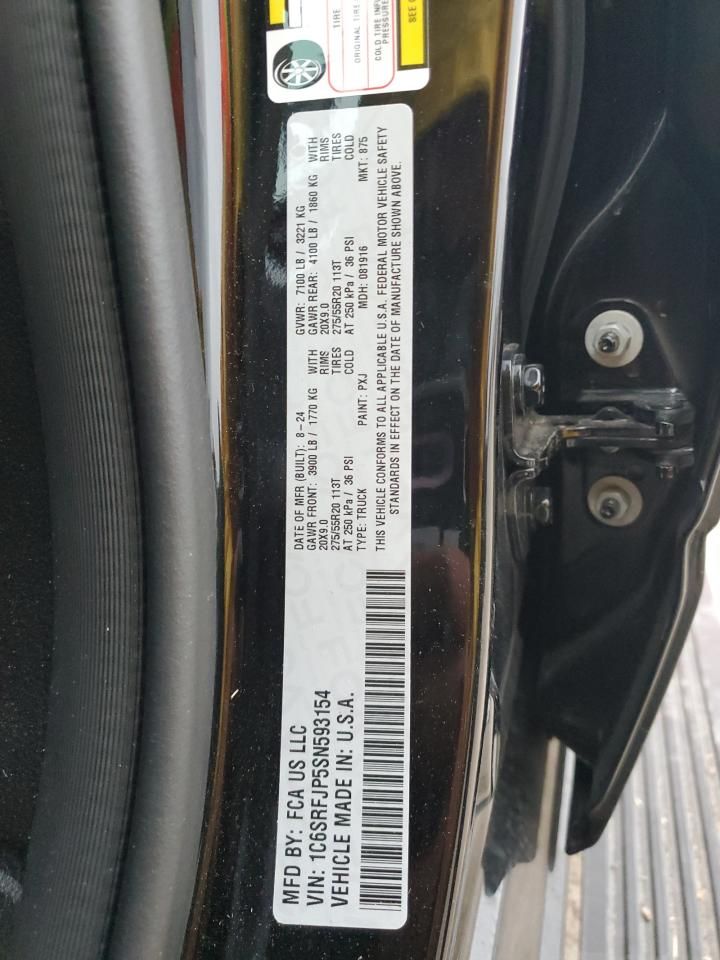 TIRE
ORIGINAL TIRE
COLD TIRE
PRESSURE
SEE
MFD BY: FCA US LLC
VIN: 1C6SRFJP5SN593154
VEHICLE MADE IN: U.S.A.
DATE OF MFR (BUILT): 8-24 GVWR: 7100 LB / 3221 KG
GAWR FRONT: 3900 LB / 1770 KG WITH GAWR REAR: 4100 LB / 1860 KG WITH
20X9.0 RIMS 20X9.0 RIMS
275/55R20 113T TIRES 275/55R20 113T TIRES
AT 250 kPa / 36 PSI COLD AT 250 kPa / 36 PSI COLD
TYPE: TRUCK PAINT: PXJ MDH: 081916 MKT: 875
THIS VEHICLE CONFORMS TO ALL APPLICABLE U.S.A. FEDERAL MOTOR VEHICLE SAFETY
STANDARDS IN EFFECT ON THE DATE OF MANUFACTURE SHOWN ABOVE.